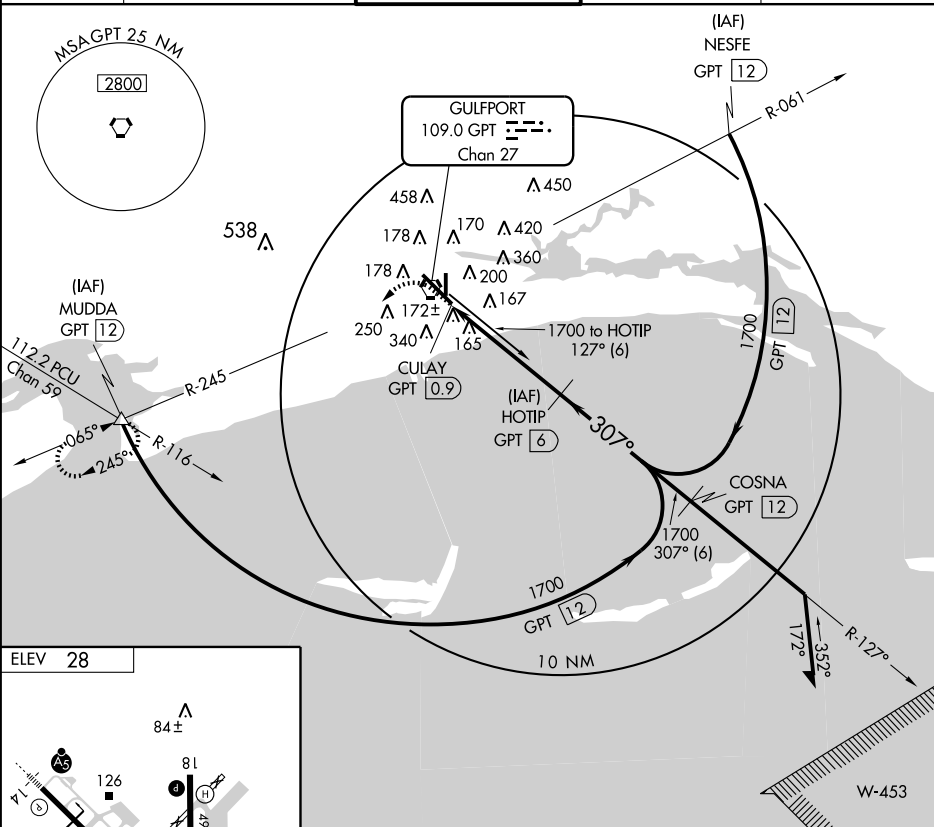 MSA GPT 25 NM
2800
(IAF)
NESFE
GPT 12
R-061
GULFPORT
109.0 GPT
Chan 27
458
450
538
178
170
420
360
178
200
167
172±
250
340
165
(IAF)
MUDDA
GPT 12
112.2 PCU
Chan 59
R-245
065°
245°
R-116
CULAY
GPT 0.9
1700 to HOTIP
127° (6)
(IAF)
HOTIP
GPT 6
307°
1700
GPT 12
COSNA
GPT 12
1700
307° (6)
1700
GPT 12
10 NM
172°
352°
R-127°
W-453
ELEV 28
84±
A5
126
14
P
18
P
H
49